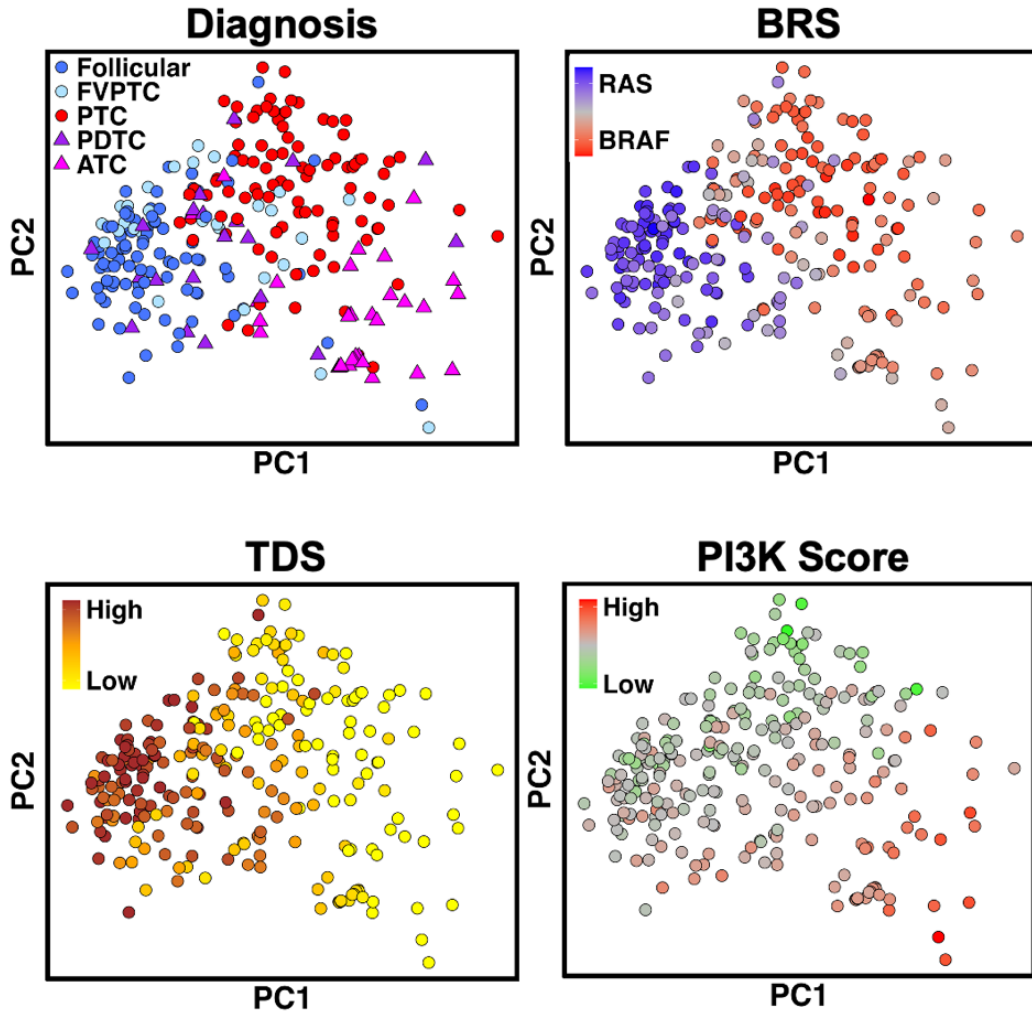 Diagnosis
Follicular
FVPTC
PTC
PDTC
ATC
PC2
PC1
BRS
RAS
BRAF
PC2
PC1
TDS
High
Low
PC2
PC1
PI3K Score
High
Low
PC2
PC1